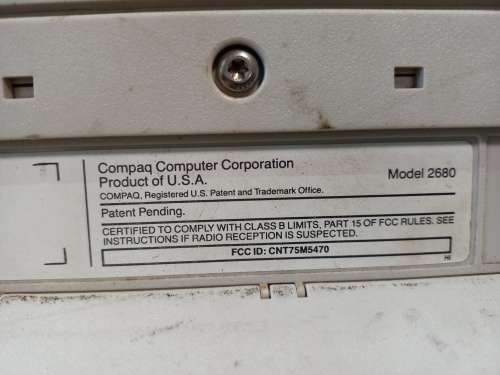 Compaq Computer Corporation
Product of U.S.A.
Model 2680
COMPAQ, Registered U.S. Patent and Trademark Office.
Patent Pending.
CERTIFIED TO COMPLY WITH CLASS B LIMITS, PART 15 OF FCC RULES. SEE
INSTRUCTIONS IF RADIO RECEPTION IS SUSPECTED.
FCC ID: CNT75M5470
HI